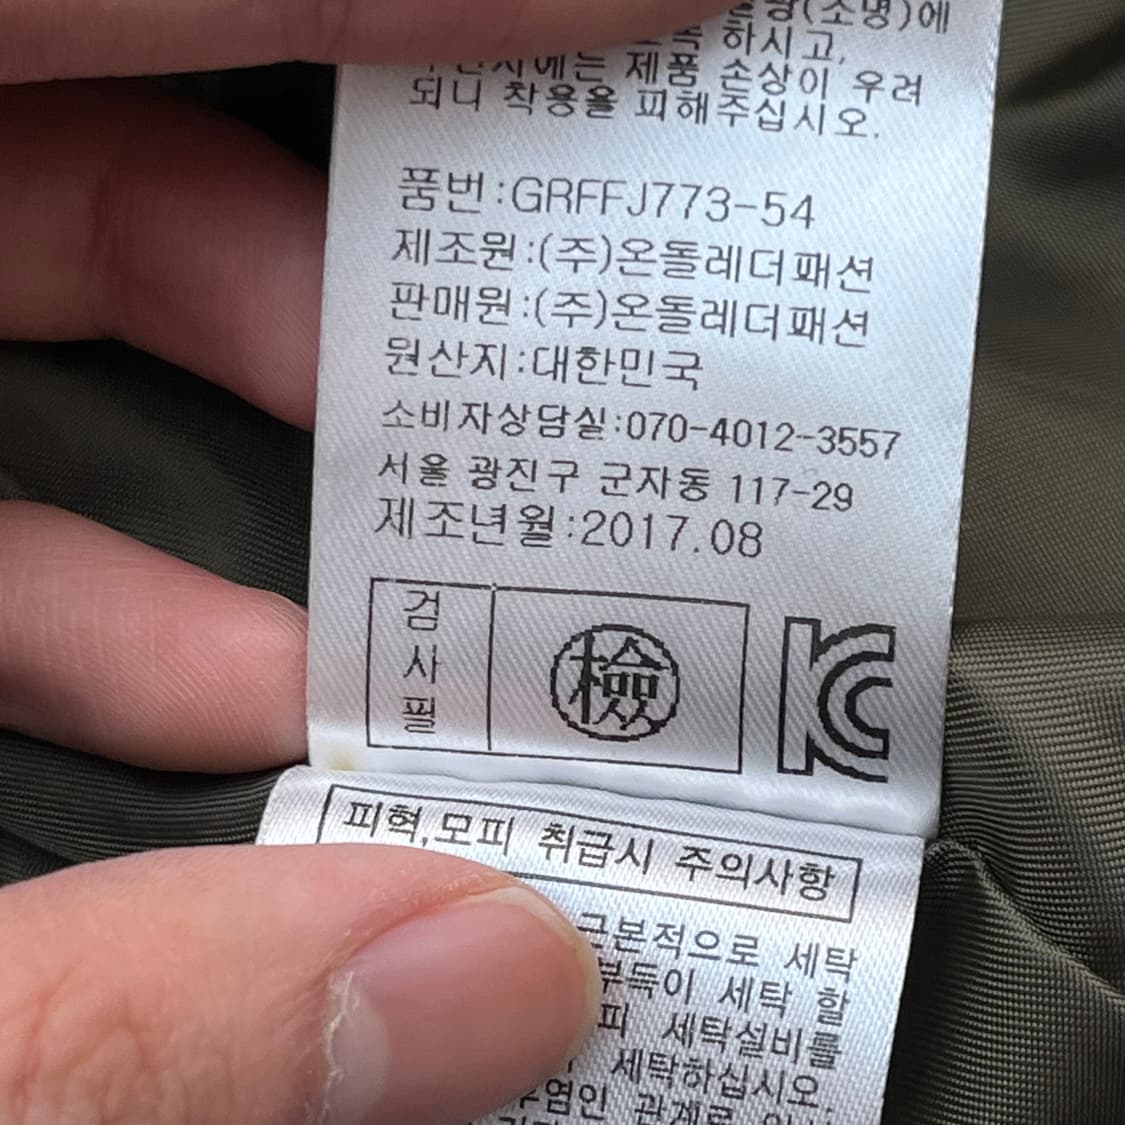 (소명)에
하시고,
제품 손상이 우려
되니 착용을 피해주십시오.
품번:GRFFJ773-54
제조원:(주)온돌레더패션
판매원:(주)온돌레더패션
원산지:대한민국
소비자상담실:070-4012-3557
서울 광진구 군자동 117-29
제조년월:2017.08
검사필
檢
KC
피혁,모피 취급시 주의사항
근본적으로 세탁
부득이 세탁 할
피 세탁설비를
세탁하십시오.
관계로